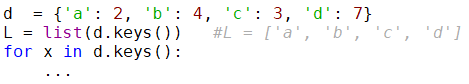 d  = {'a': 2, 'b': 4, 'c': 3, 'd': 7}
L = list(d.keys())   #L = ['a', 'b', 'c', 'd']
for x in d.keys():
    ...